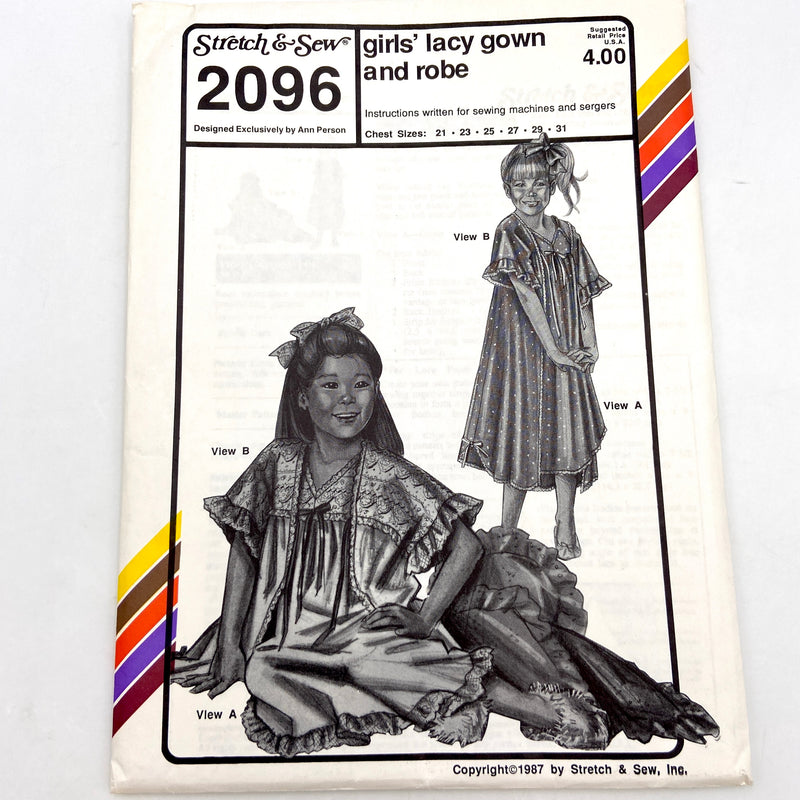 Stretch & Sew®
2096
Designed Exclusively by Ann Person
girls' lacy gown
and robe
Suggested
Retail Price
U.S.A.
4.00
Instructions written for sewing machines and sergers
Chest Sizes: 21 • 23 • 25 • 27 • 29 • 31
View B
View A
View B
View A
Copyright©1987 by Stretch & Sew, Inc.